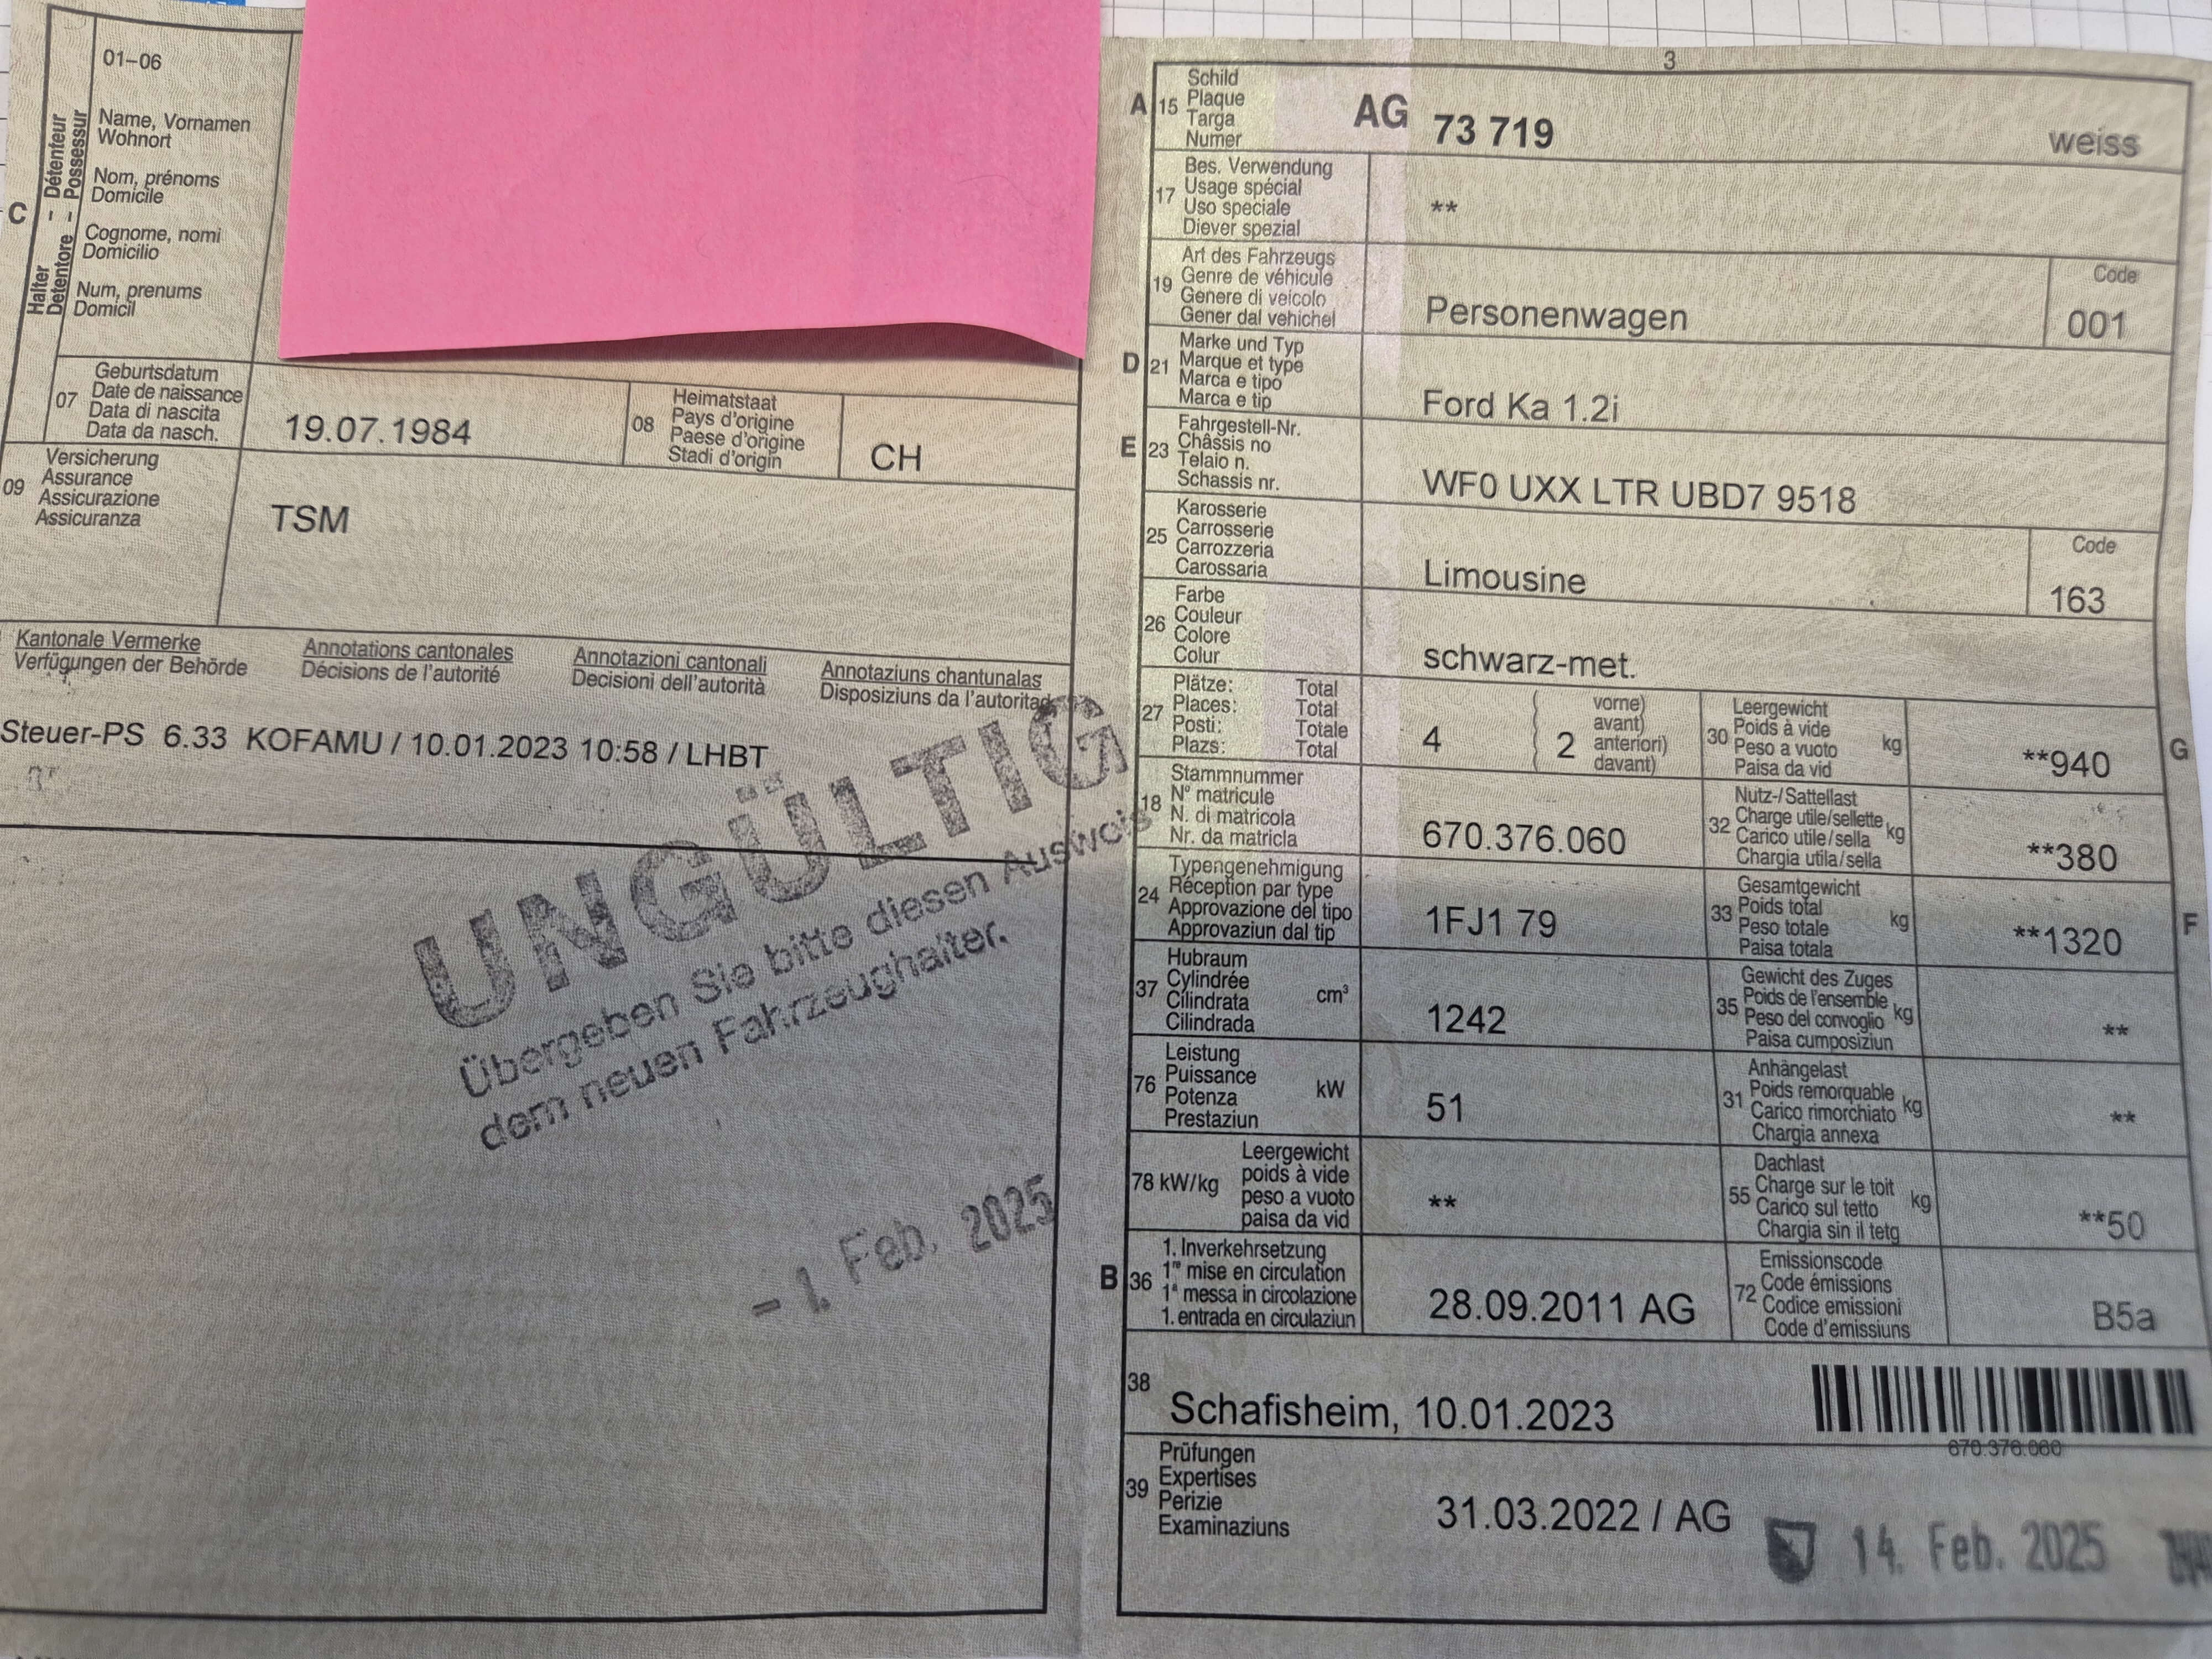 01–06
Halter – Détenteur
Detentore – Possessur
C
Name, Vornamen
Wohnort
Nom, prénoms
Domicile
Cognome, nomi
Domicilio
Num, prenums
Domicil
07
Geburtsdatum
Date de naissance
Data di nascita
Data da nasch.
19.07.1984
08
Heimatstaat
Pays d'origine
Paese d'origine
Stadi d'origin
CH
09
Versicherung
Assurance
Assicurazione
Assicuranza
TSM
Kantonale Vermerke
Verfügungen der Behörde
Annotations cantonales
Décisions de l'autorité
Annotazioni cantonali
Decisioni dell'autorità
Annotaziuns chantunalas
Disposiziuns da l'autoritad
Steuer-PS 6.33 KOFAMU / 10.01.2023 10:58 / LHBT
UNGÜLTIG
Übergeben Sie bitte diesen Ausweis
dem neuen Fahrzeughalter.
– 1. Feb. 2025
3
A 15
Schild
Plaque
Targa
Numer
AG 73 719 weiss
17
Bes. Verwendung
Usage spécial
Uso speciale
Diever spezial
**
19
Art des Fahrzeugs
Genre de véhicule
Genere di veicolo
Gener dal vehichel
Personenwagen
Code
001
D 21
Marke und Typ
Marque et type
Marca e tipo
Marca e tip
Ford Ka 1.2i
E 23
Fahrgestell-Nr.
Châssis no
Telaio n.
Schassis nr.
WF0 UXX LTR UBD7 9518
25
Karosserie
Carrosserie
Carrozzeria
Carossaria
Limousine
Code
163
26
Farbe
Couleur
Colore
Colur
schwarz-met.
27
Plätze: Total
Places: Total
Posti: Totale
Plazs: Total
4
( 2
vorne)
avant)
anteriori)
davant)
30
Leergewicht
Poids à vide
Peso a vuoto
Paisa da vid
kg
**940
G
18
Stammnummer
N° matricule
N. di matricola
Nr. da matricla
670.376.060
32
Nutz-/Sattellast
Charge utile/sellette
Carico utile/sella
Chargia utila/sella
kg
**380
24
Typengenehmigung
Réception par type
Approvazione del tipo
Approvaziun dal tip
1FJ1 79
33
Gesamtgewicht
Poids total
Peso totale
Paisa totala
kg
**1320
F
37
Hubraum
Cylindrée
Cilindrata
Cilindrada
cm³
1242
35
Gewicht des Zuges
Poids de l'ensemble
Peso del convoglio
Paisa cumposiziun
kg
**
76
Leistung
Puissance
Potenza
Prestaziun
kW
51
31
Anhängelast
Poids remorquable
Carico rimorchiato
Chargia annexa
kg
**
78 kW/kg
Leergewicht
poids à vide
peso a vuoto
paisa da vid
**
55
Dachlast
Charge sur le toit
Carico sul tetto
Chargia sin il tetg
kg
**50
B 36
1. Inverkehrsetzung
1re mise en circulation
1a messa in circolazione
1. entrada en circulaziun
28.09.2011 AG
72
Emissionscode
Code émissions
Codice emissioni
Code d'emissiuns
B5a
38
Schafisheim, 10.01.2023
670.376.060
39
Prüfungen
Expertises
Perizie
Examinaziuns
31.03.2022 / AG
14. Feb. 2025